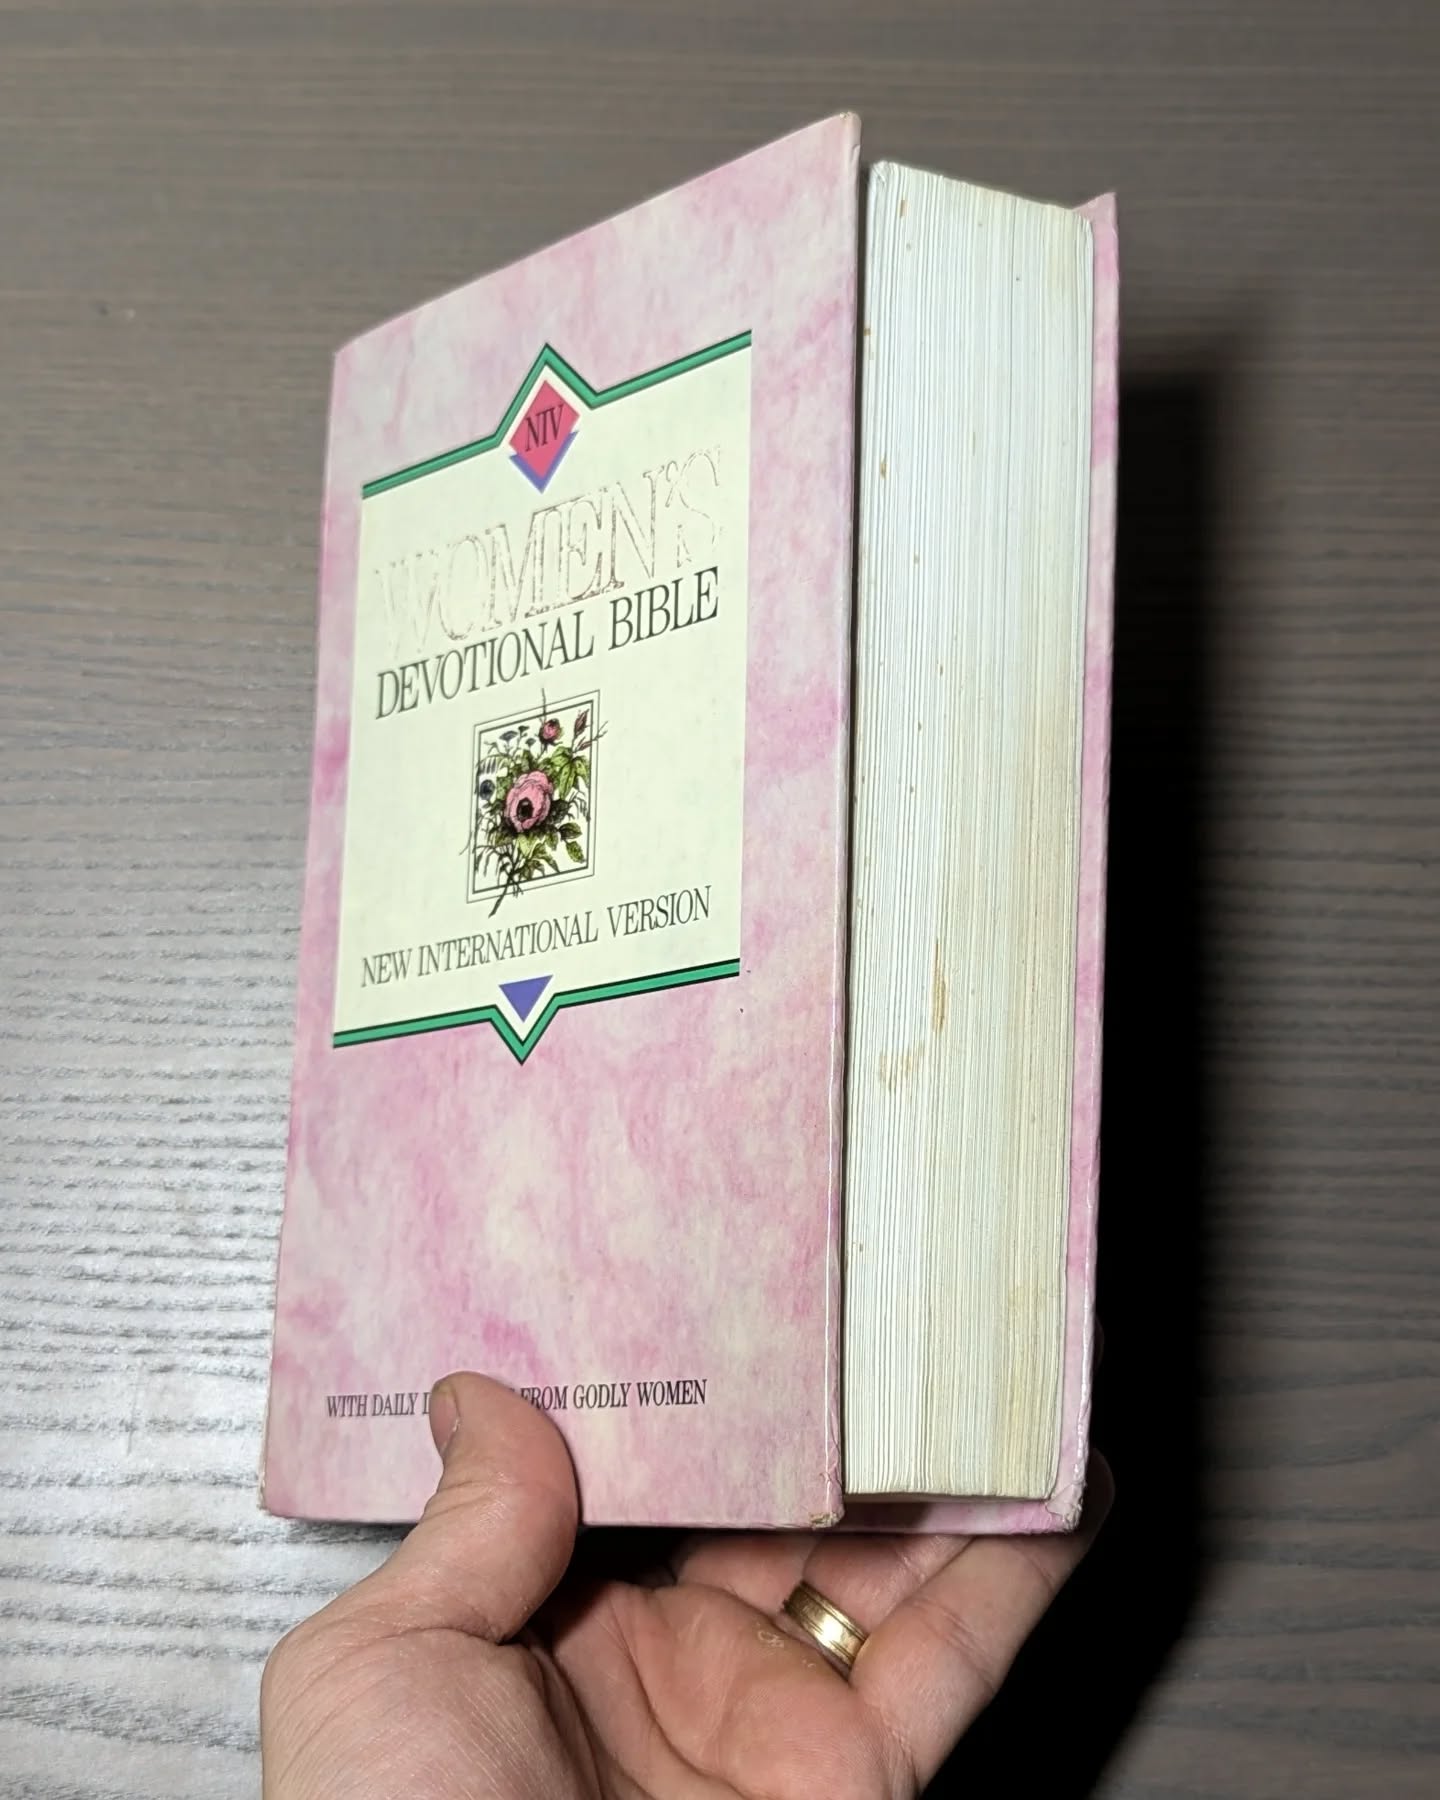 NIV
WOMEN'S
DEVOTIONAL BIBLE
NEW INTERNATIONAL VERSION
WITH DAILY FROM GODLY WOMEN